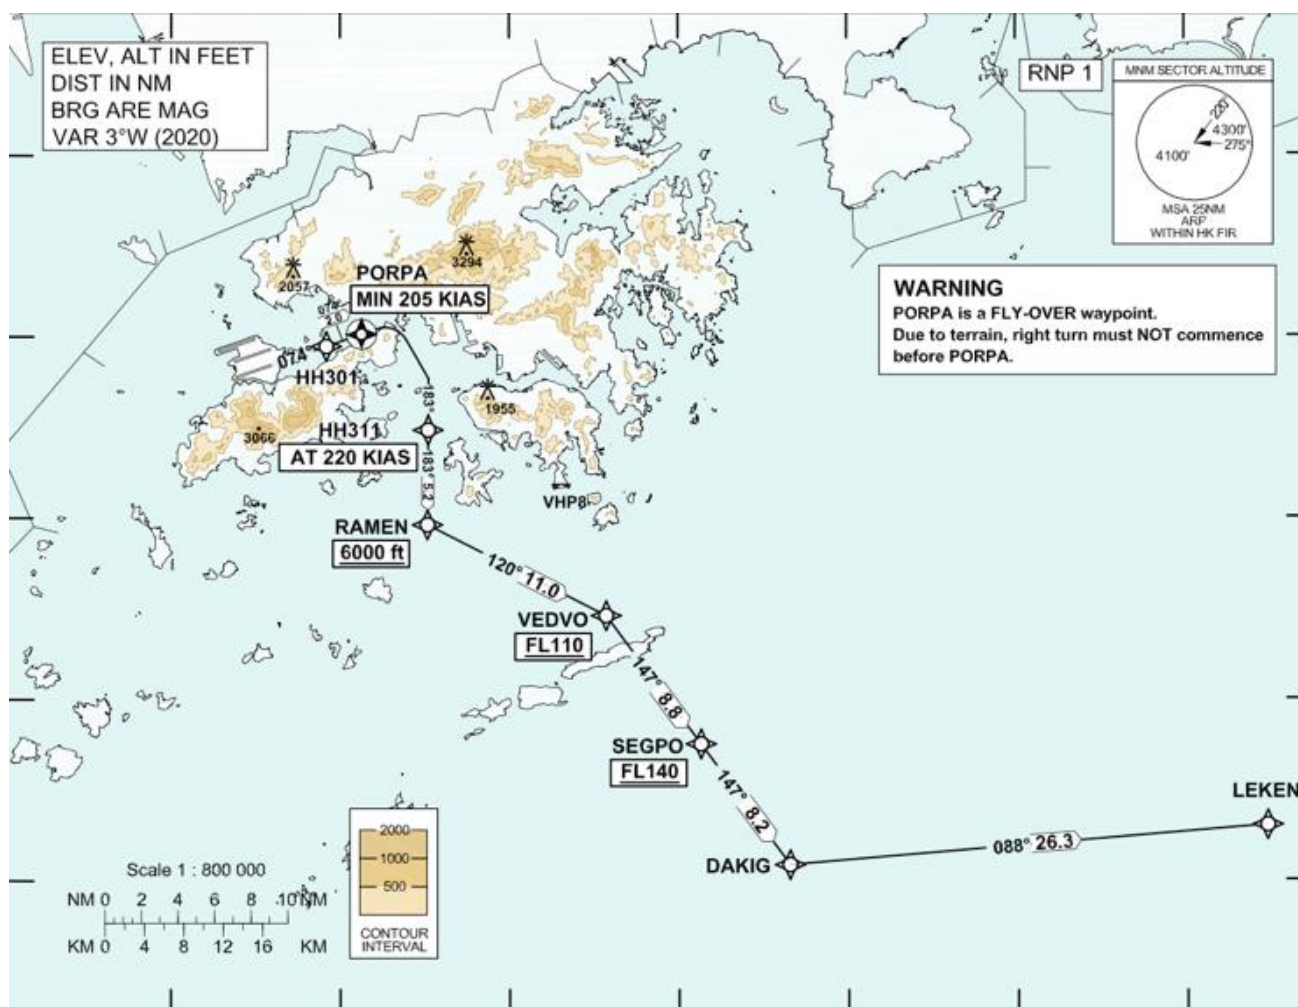 ELEV, ALT IN FEET
DIST IN NM
BRG ARE MAG
VAR 3°W (2020)
RNP 1
MNM SECTOR ALTITUDE
220°
4300'
275°
4100'
MSA 25NM
ARP
WITHIN HK FIR
WARNING
PORPA is a FLY-OVER waypoint.
Due to terrain, right turn must NOT commence
before PORPA.
3294
2057
PORPA
MIN 205 KIAS
074°
2.0
074°
HH301
183°
1955
3066
HH311
AT 220 KIAS
183° 5.2
VHP8
RAMEN
6000 ft
120° 11.0
VEDVO
FL110
147° 8.8
SEGPO
FL140
147° 8.2
LEKEN
088° 26.3
DAKIG
2000
1000
500
CONTOUR
INTERVAL
Scale 1 : 800 000
NM 0 2 4 6 8 10 NM
KM 0 4 8 12 16 KM